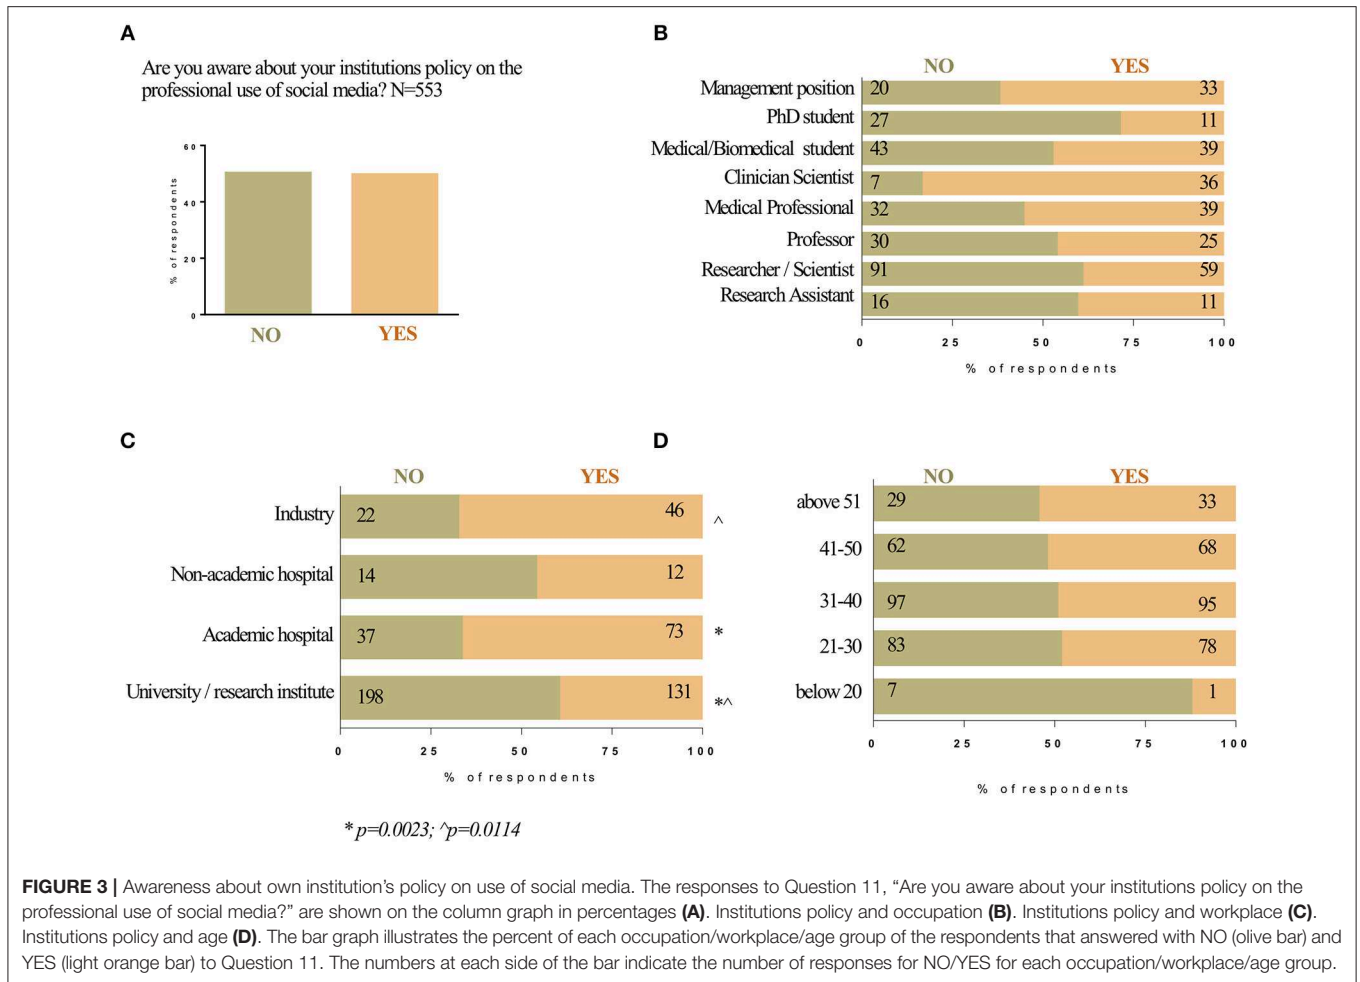 A
Are you aware about your institutions policy on the
professional use of social media? N=553
% of respondents
60
40
20
0
NO YES
B
NO YES
Management position 20 33
PhD student 27 11
Medical/Biomedical student 43 39
Clinician Scientist 7 36
Medical Professional 32 39
Professor 30 25
Researcher / Scientist 91 59
Research Assistant 16 11
0 25 50 75 100
% of respondents
C
NO YES
Industry 22 46 ^
Non-academic hospital 14 12
Academic hospital 37 73 *
University / research institute 198 131 *^
0 25 50 75 100
% of respondents
* p=0.0023; ^p=0.0114
D
NO YES
above 51 29 33
41-50 62 68
31-40 97 95
21-30 83 78
below 20 7 1
0 25 50 75 100
% of respondents
FIGURE 3 | Awareness about own institution's policy on use of social media. The responses to Question 11, “Are you aware about your institutions policy on the
professional use of social media?” are shown on the column graph in percentages (A). Institutions policy and occupation (B). Institutions policy and workplace (C).
Institutions policy and age (D). The bar graph illustrates the percent of each occupation/workplace/age group of the respondents that answered with NO (olive bar) and
YES (light orange bar) to Question 11. The numbers at each side of the bar indicate the number of responses for NO/YES for each occupation/workplace/age group.